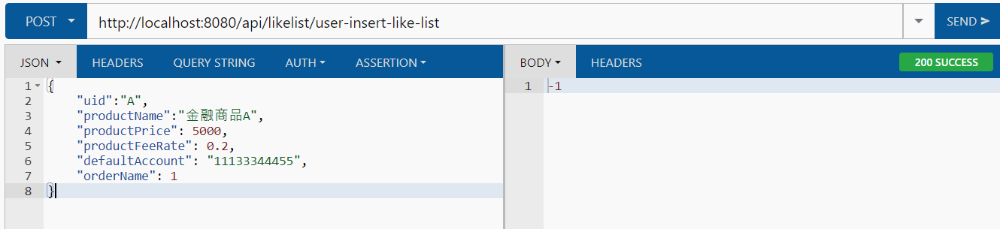 POST http://localhost:8080/api/likelist/user-insert-like-list SEND
JSON HEADERS QUERY STRING AUTH ASSERTION
BODY HEADERS 200 SUCCESS
1 {
2 "uid":"A",
3 "productName":"金融商品A",
4 "productPrice": 5000,
5 "productFeeRate": 0.2,
6 "defaultAccount": "11133344455",
7 "orderName": 1
8 }
1 -1